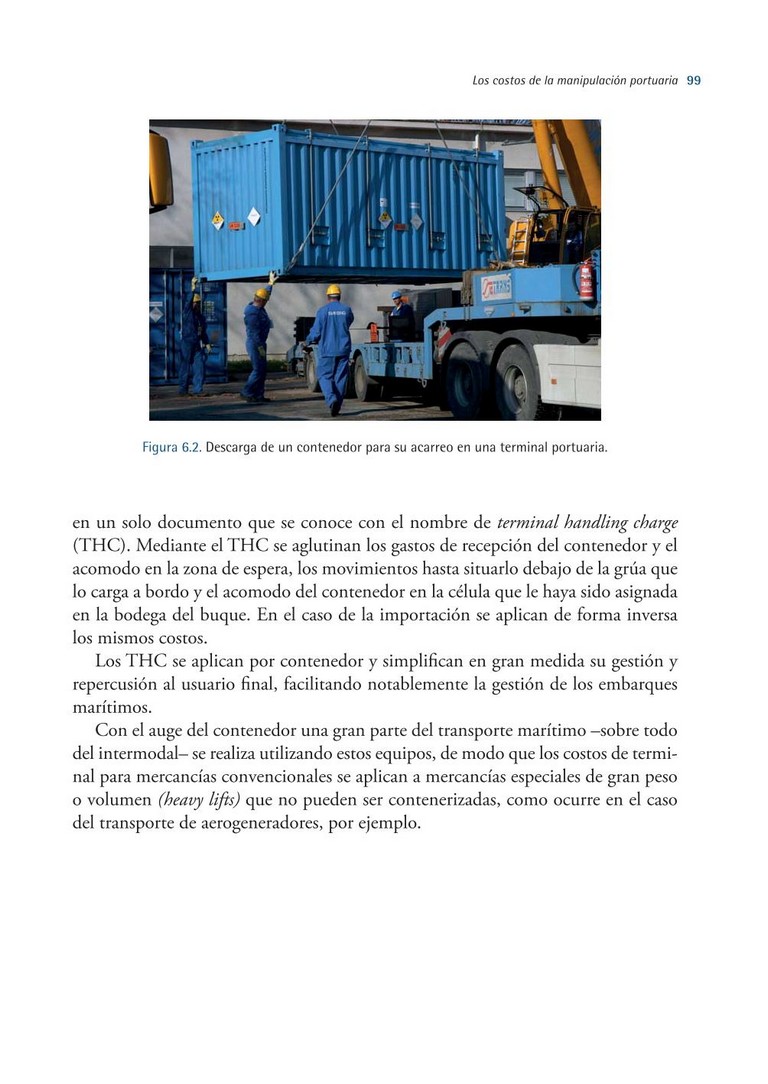 Los costos de la manipulación portuaria 99
Figura 6.2. Descarga de un contenedor para su acarreo en una terminal portuaria.
en un solo documento que se conoce con el nombre de terminal handling charge
(THC). Mediante el THC se aglutinan los gastos de recepción del contenedor y el
acomodo en la zona de espera, los movimientos hasta situarlo debajo de la grúa que
lo carga a bordo y el acomodo del contenedor en la célula que le haya sido asignada
en la bodega del buque. En el caso de la importación se aplican de forma inversa
los mismos costos.
Los THC se aplican por contenedor y simplifican en gran medida su gestión y
repercusión al usuario final, facilitando notablemente la gestión de los embarques
marítimos.
Con el auge del contenedor una gran parte del transporte marítimo –sobre todo
del intermodal– se realiza utilizando estos equipos, de modo que los costos de termi-
nal para mercancías convencionales se aplican a mercancías especiales de gran peso
o volumen (heavy lifts) que no pueden ser contenerizadas, como ocurre en el caso
del transporte de aerogeneradores, por ejemplo.